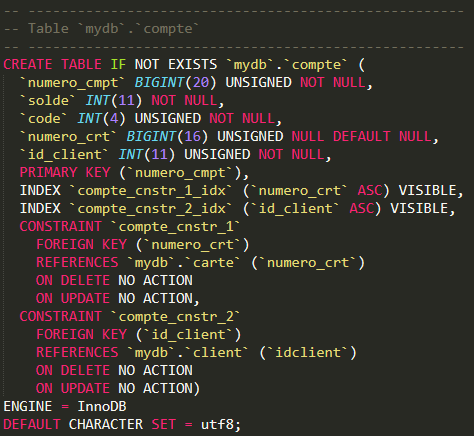 -- -----------------------------------------------------
-- Table `mydb`.`compte`
-- -----------------------------------------------------
CREATE TABLE IF NOT EXISTS `mydb`.`compte` (
  `numero_cmpt` BIGINT(20) UNSIGNED NOT NULL,
  `solde` INT(11) NOT NULL,
  `code` INT(4) UNSIGNED NOT NULL,
  `numero_crt` BIGINT(16) UNSIGNED NULL DEFAULT NULL,
  `id_client` INT(11) UNSIGNED NOT NULL,
  PRIMARY KEY (`numero_cmpt`),
  INDEX `compte_cnstr_1_idx` (`numero_crt` ASC) VISIBLE,
  INDEX `compte_cnstr_2_idx` (`id_client` ASC) VISIBLE,
  CONSTRAINT `compte_cnstr_1`
    FOREIGN KEY (`numero_crt`)
    REFERENCES `mydb`.`carte` (`numero_crt`)
    ON DELETE NO ACTION
    ON UPDATE NO ACTION,
  CONSTRAINT `compte_cnstr_2`
    FOREIGN KEY (`id_client`)
    REFERENCES `mydb`.`client` (`idclient`)
    ON DELETE NO ACTION
    ON UPDATE NO ACTION)
ENGINE = InnoDB
DEFAULT CHARACTER SET = utf8;